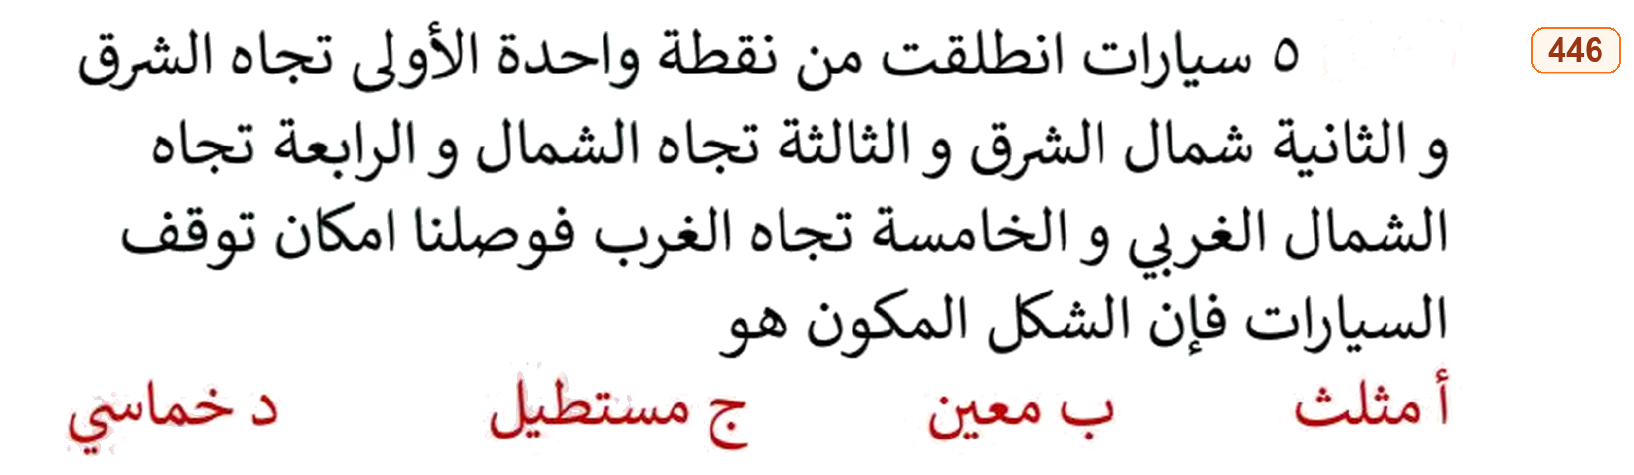 446
٥ سيارات انطلقت من نقطة واحدة الأولى تجاه الشرق
و الثانية شمال الشرق و الثالثة تجاه الشمال و الرابعة تجاه
الشمال الغربي و الخامسة تجاه الغرب فوصلنا امكان توقف
السيارات فإن الشكل المكون هو
أ مثلث ب معين ج مستطيل د خماسي